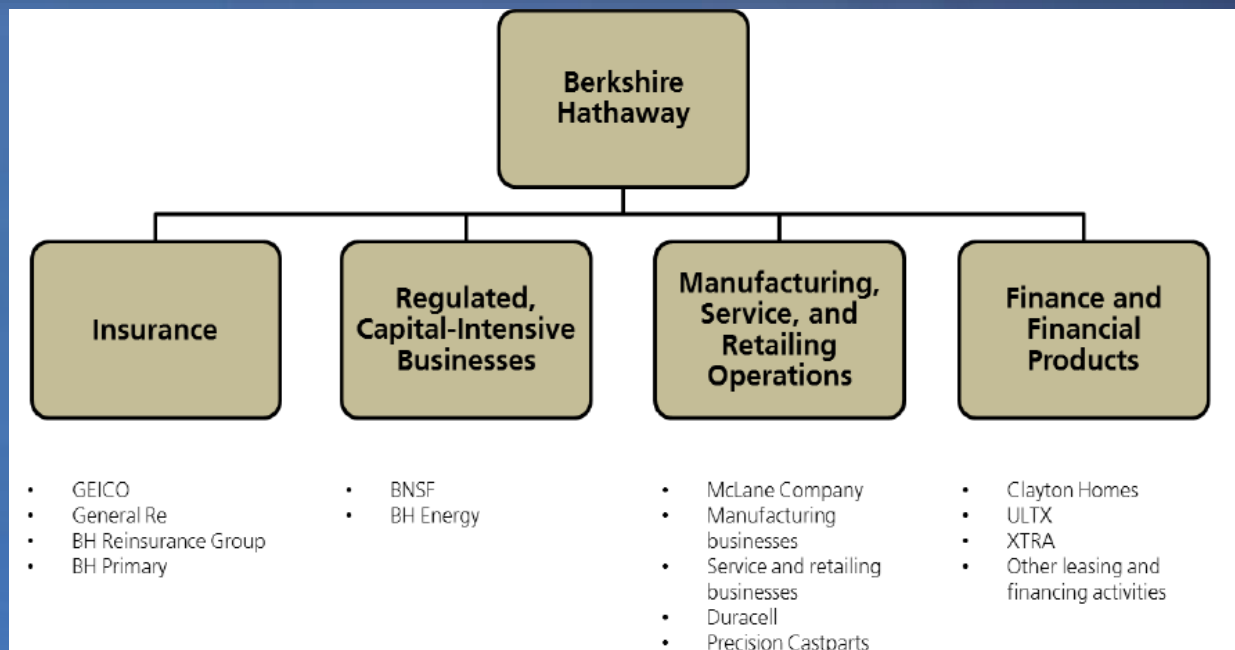 Berkshire
Hathaway
Insurance
Regulated,
Capital-Intensive
Businesses
Manufacturing,
Service, and
Retailing
Operations
Finance and
Financial
Products
• GEICO
• General Re
• BH Reinsurance Group
• BH Primary
• BNSF
• BH Energy
• McLane Company
• Manufacturing
businesses
• Service and retailing
businesses
• Duracell
• Precision Castparts
• Clayton Homes
• ULTX
• XTRA
• Other leasing and
financing activities